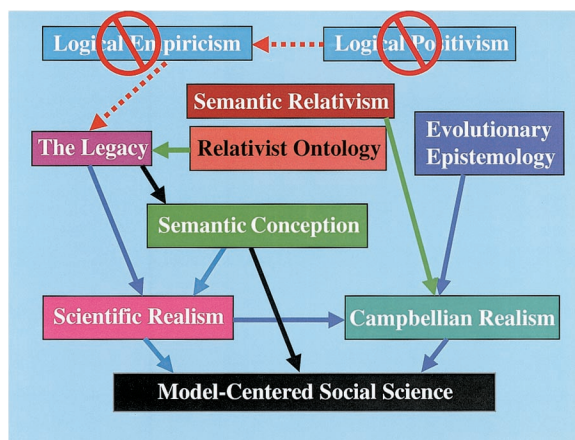 Logical Empiricism
Logical Positivism
Semantic Relativism
The Legacy
Relativist Ontology
Evolutionary
Epistemology
Semantic Conception
Scientific Realism
Campbellian Realism
Model-Centered Social Science